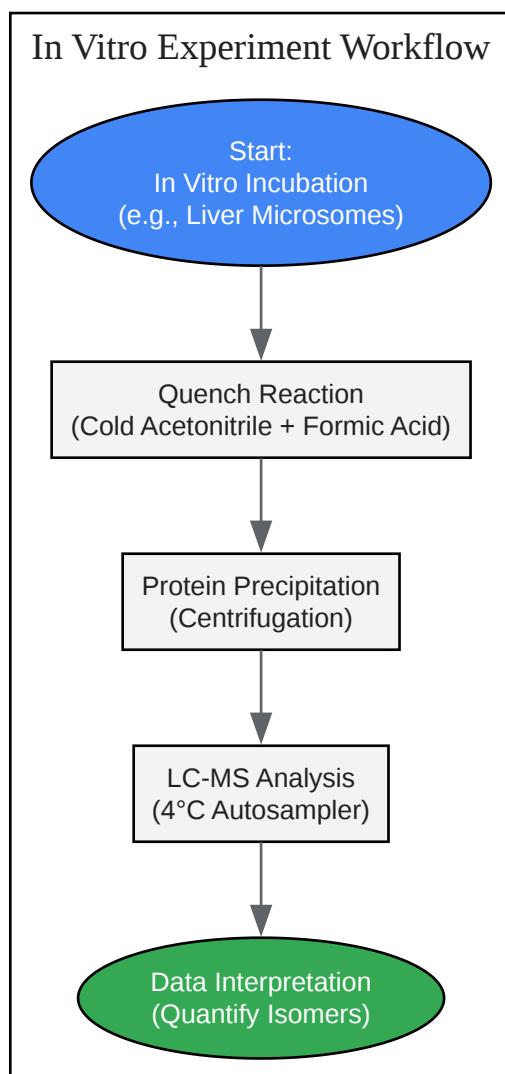 In Vitro Experiment Workflow
Start:
In Vitro Incubation
(e.g., Liver Microsomes)
Quench Reaction
(Cold Acetonitrile + Formic Acid)
Protein Precipitation
(Centrifugation)
LC-MS Analysis
(4°C Autosampler)
Data Interpretation
(Quantify Isomers)